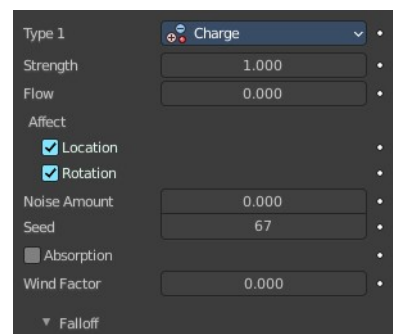 Type 1 Charge
Strength 1.000
Flow 0.000
Affect
Location
Rotation
Noise Amount 0.000
Seed 67
Absorption
Wind Factor 0.000
Falloff